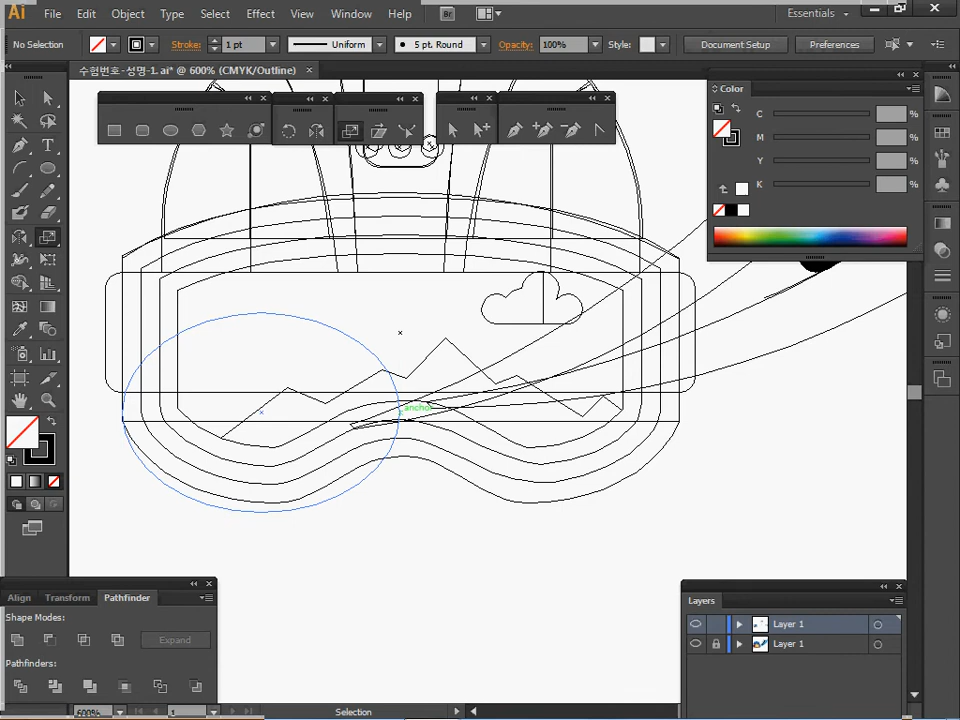 Ai File Edit Object Type Select Effect View Window Help Br Essentials
No Selection Stroke: 1 pt Uniform 5 pt. Round Opacity: 100% Style: Document Setup Preferences
수험번호-성명-1.ai* @ 600% (CMYK/Outline)
Color
C %
M %
Y %
K %
anchor
Align Transform Pathfinder
Shape Modes:
Expand
Pathfinders:
Layers
Layer 1
Layer 1
600% 1 Selection